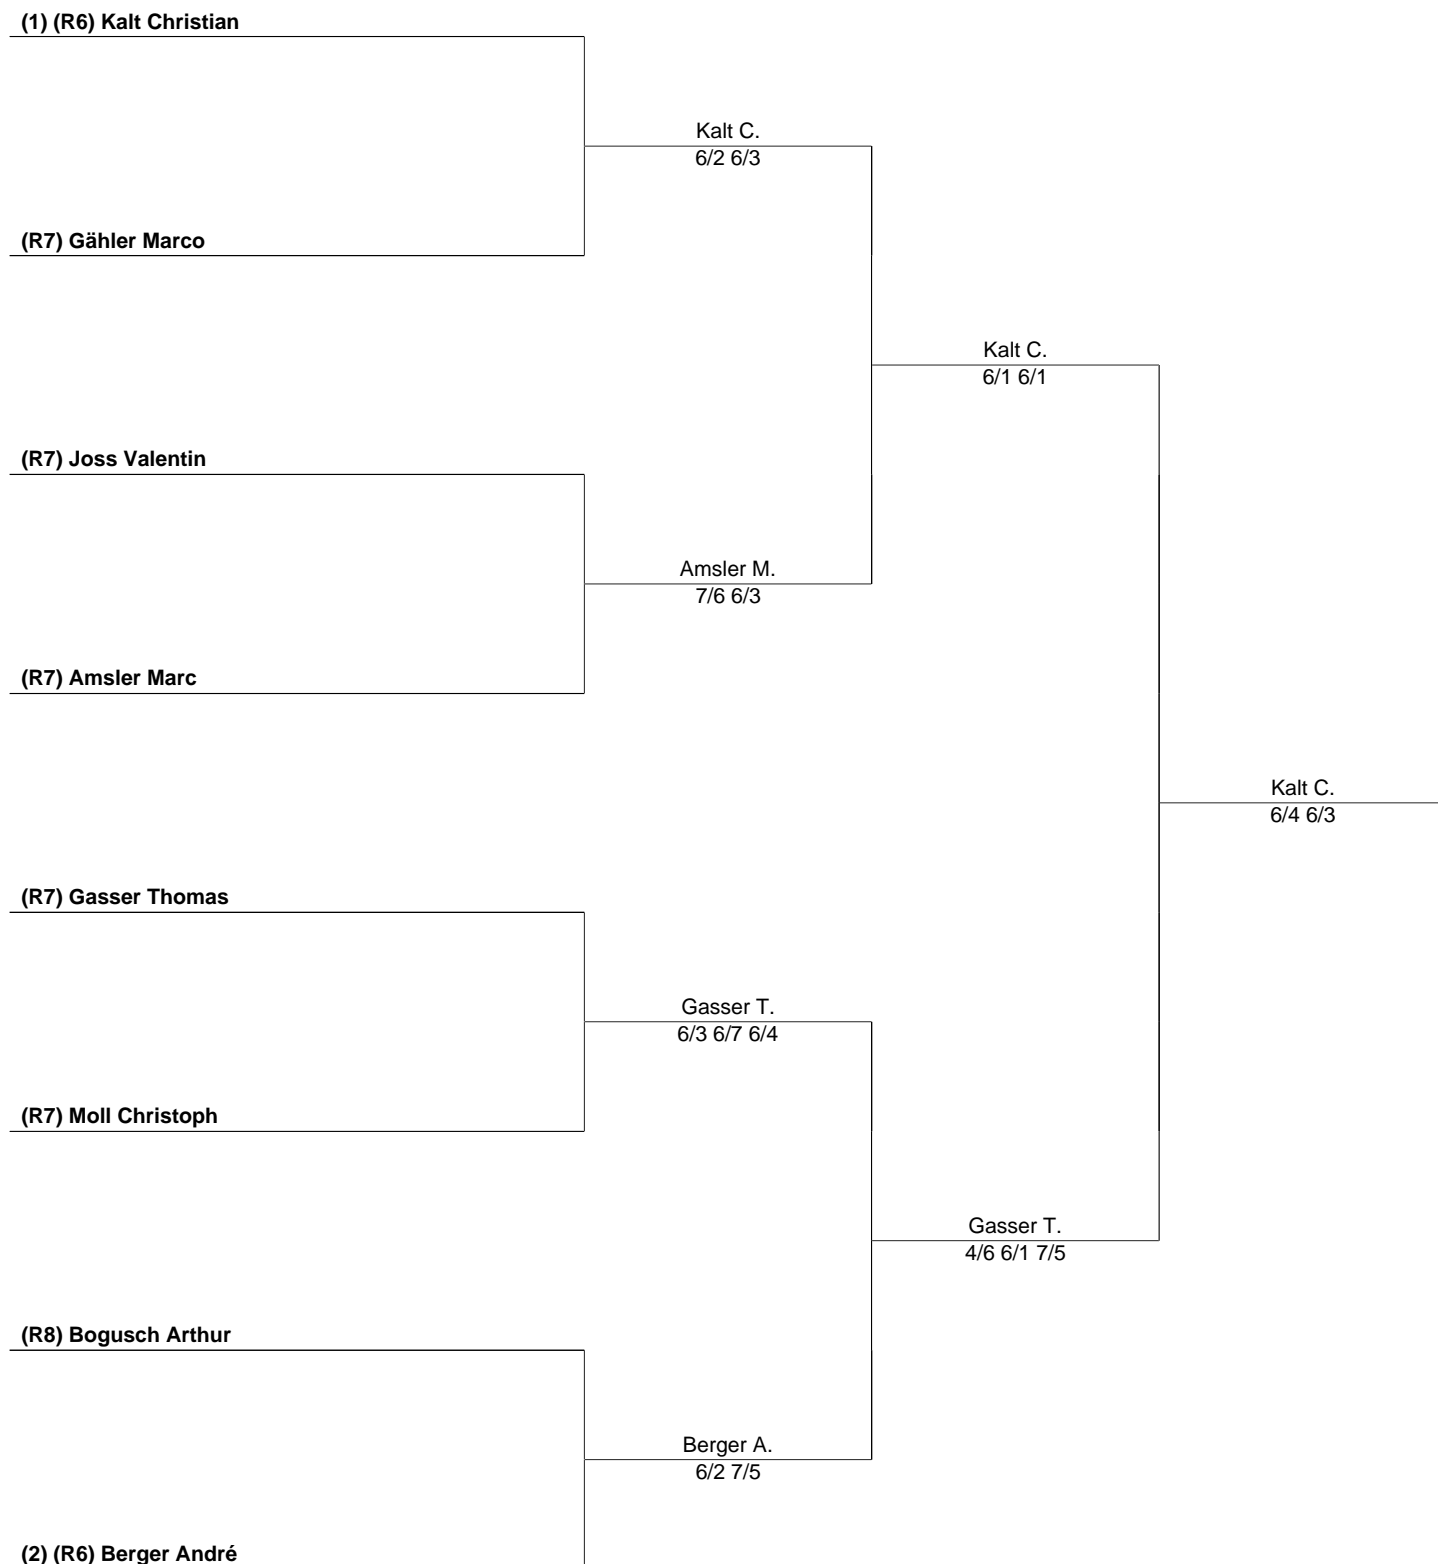 (1) (R6) Kalt Christian
Kalt C.
6/2 6/3
(R7) Gähler Marco
Kalt C.
6/1 6/1
(R7) Joss Valentin
Amsler M.
7/6 6/3
(R7) Amsler Marc
Kalt C.
6/4 6/3
(R7) Gasser Thomas
Gasser T.
6/3 6/7 6/4
(R7) Moll Christoph
Gasser T.
4/6 6/1 7/5
(R8) Bogusch Arthur
Berger A.
6/2 7/5
(2) (R6) Berger André